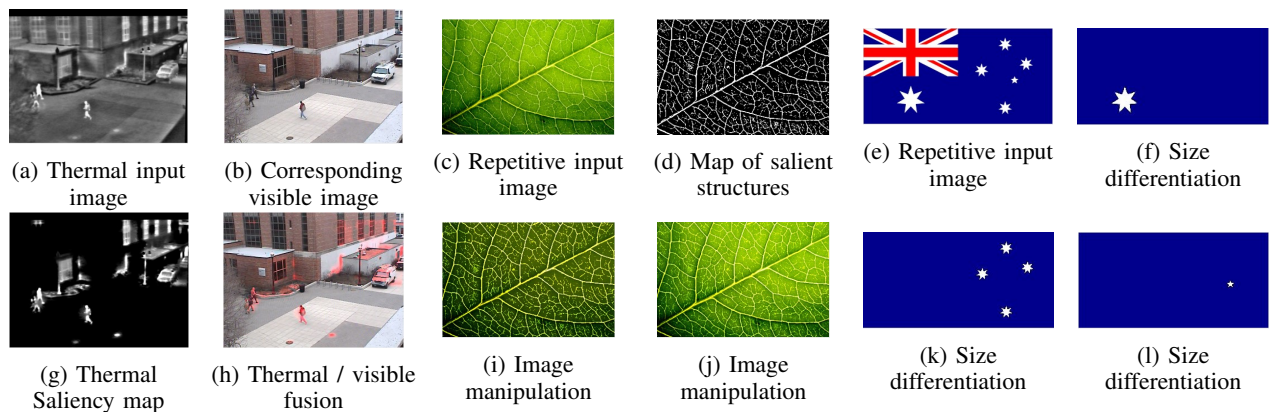 (a) Thermal input
image
(b) Corresponding
visible image
(c) Repetitive input
image
(d) Map of salient
structures
(e) Repetitive input
image
(f) Size
differentiation
(g) Thermal
Saliency map
(h) Thermal / visible
fusion
(i) Image
manipulation
(j) Image
manipulation
(k) Size
differentiation
(l) Size
differentiation